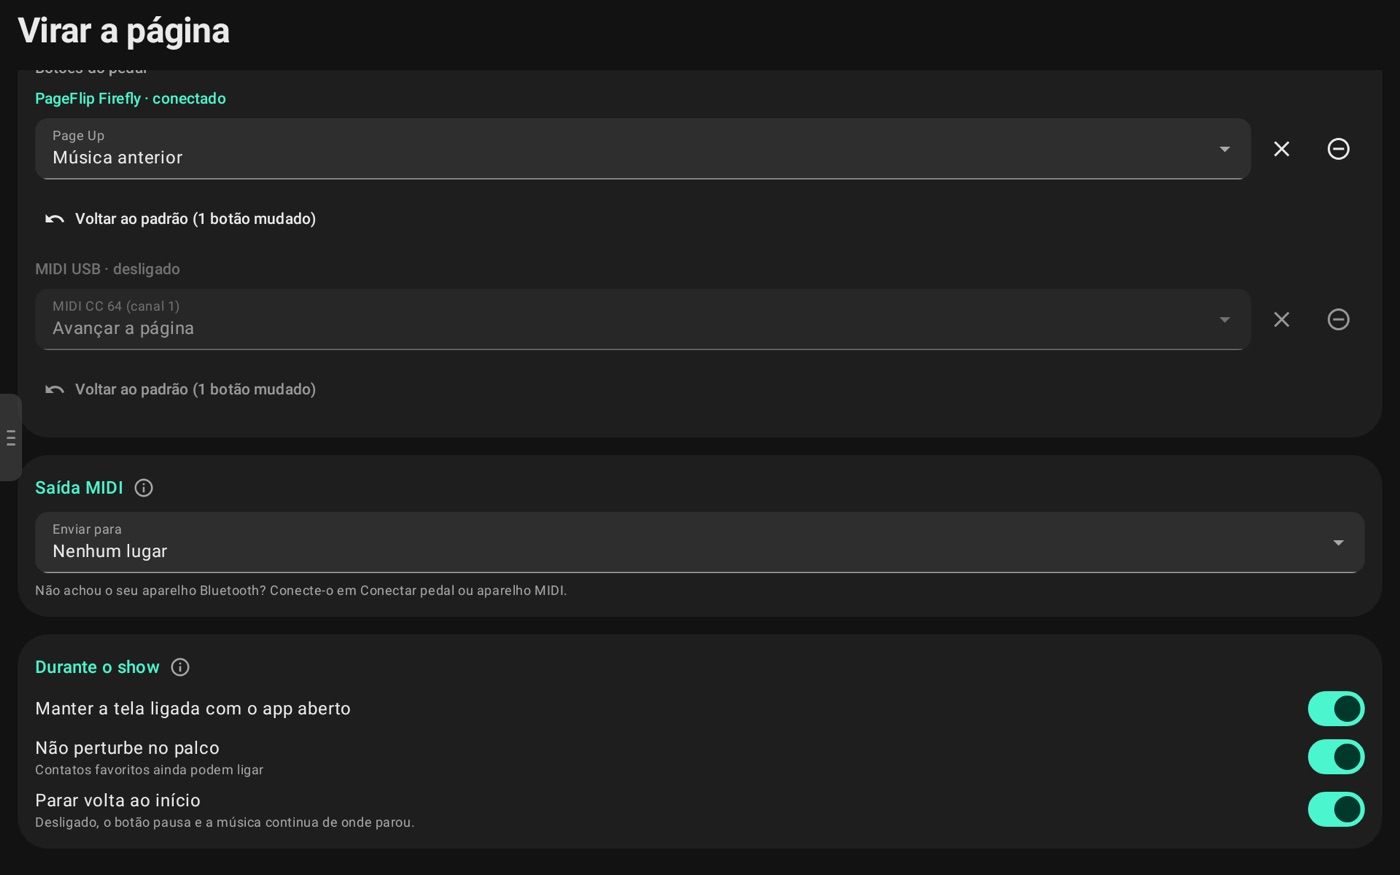 Virar a página
Botões do pedal
PageFlip Firefly · conectado
Page Up
Música anterior
Voltar ao padrão (1 botão mudado)
MIDI USB · desligado
MIDI CC 64 (canal 1)
Avançar a página
Voltar ao padrão (1 botão mudado)
Saída MIDI
Enviar para
Nenhum lugar
Não achou o seu aparelho Bluetooth? Conecte-o em Conectar pedal ou aparelho MIDI.
Durante o show
Manter a tela ligada com o app aberto
Não perturbe no palco
Contatos favoritos ainda podem ligar
Parar volta ao início
Desligado, o botão pausa e a música continua de onde parou.